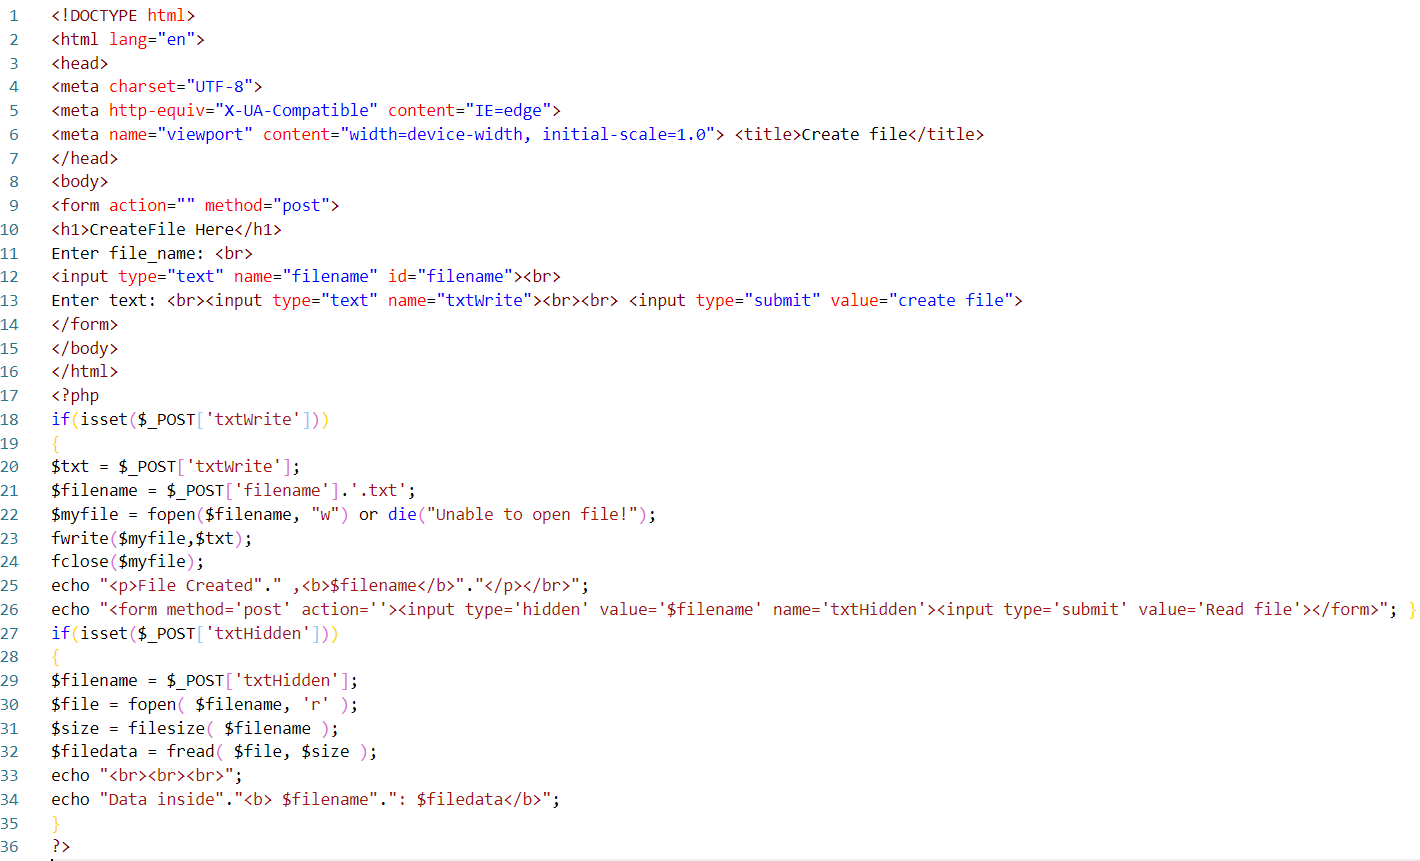 1 <!DOCTYPE html>
2 <html lang="en">
3 <head>
4 <meta charset="UTF-8">
5 <meta http-equiv="X-UA-Compatible" content="IE=edge">
6 <meta name="viewport" content="width=device-width, initial-scale=1.0"> <title>Create file</title>
7 </head>
8 <body>
9 <form action="" method="post">
10 <h1>CreateFile Here</h1>
11 Enter file_name: <br>
12 <input type="text" name="filename" id="filename"><br>
13 Enter text: <br><input type="text" name="txtWrite"><br><br> <input type="submit" value="create file">
14 </form>
15 </body>
16 </html>
17 <?php
18 if(isset($_POST['txtWrite']))
19 {
20 $txt = $_POST['txtWrite'];
21 $filename = $_POST['filename'].'.txt';
22 $myfile = fopen($filename, "w") or die("Unable to open file!");
23 fwrite($myfile,$txt);
24 fclose($myfile);
25 echo "<p>File Created"." ,<b>$filename</b>"."</p></br>";
26 echo "<form method='post' action=''><input type='hidden' value='$filename' name='txtHidden'><input type='submit' value='Read file'></form>"; }
27 if(isset($_POST['txtHidden']))
28 {
29 $filename = $_POST['txtHidden'];
30 $file = fopen( $filename, 'r' );
31 $size = filesize( $filename );
32 $filedata = fread( $file, $size );
33 echo "<br><br><br>";
34 echo "Data inside"."<b> $filename".": $filedata</b>";
35 }
36 ?>